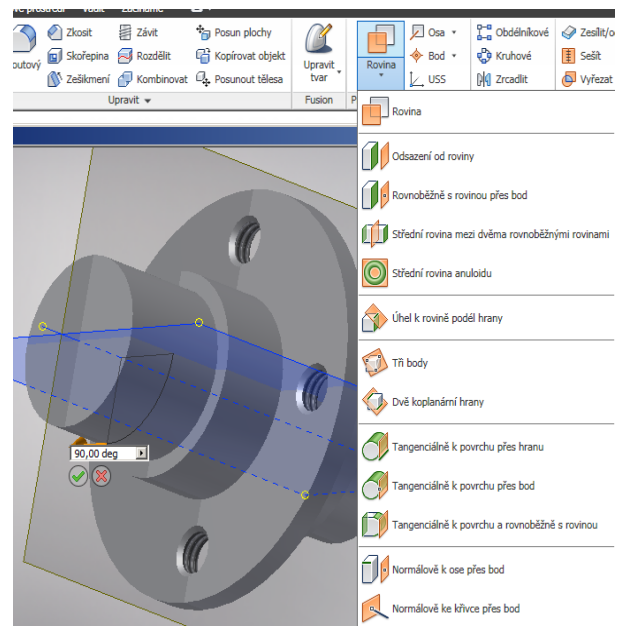 Zkosit
Závit
Posun plochy
Osa
Obdélníkové
Skořepina
Rozdělit
Kopírovat objekt
Upravit
tvar
Rovina
Bod
Kruhové
Sešít
Zešikmení
Kombinovat
Posunout tělesa
USS
Zrcadlit
Vyřezat
Upravit
Fusion
Rovina
Odsazení od roviny
Rovnoběžně s rovinou přes bod
Střední rovina mezi dvěma rovnoběžnými rovinami
Střední rovina anuloidu
Úhel k rovině podél hrany
Tři body
Dvě koplanární hrany
Tangenciálně k povrchu přes hranu
Tangenciálně k povrchu přes bod
Tangenciálně k povrchu a rovnoběžně s rovinou
Normálově k ose přes bod
Normálově ke křivce přes bod
90,00 deg